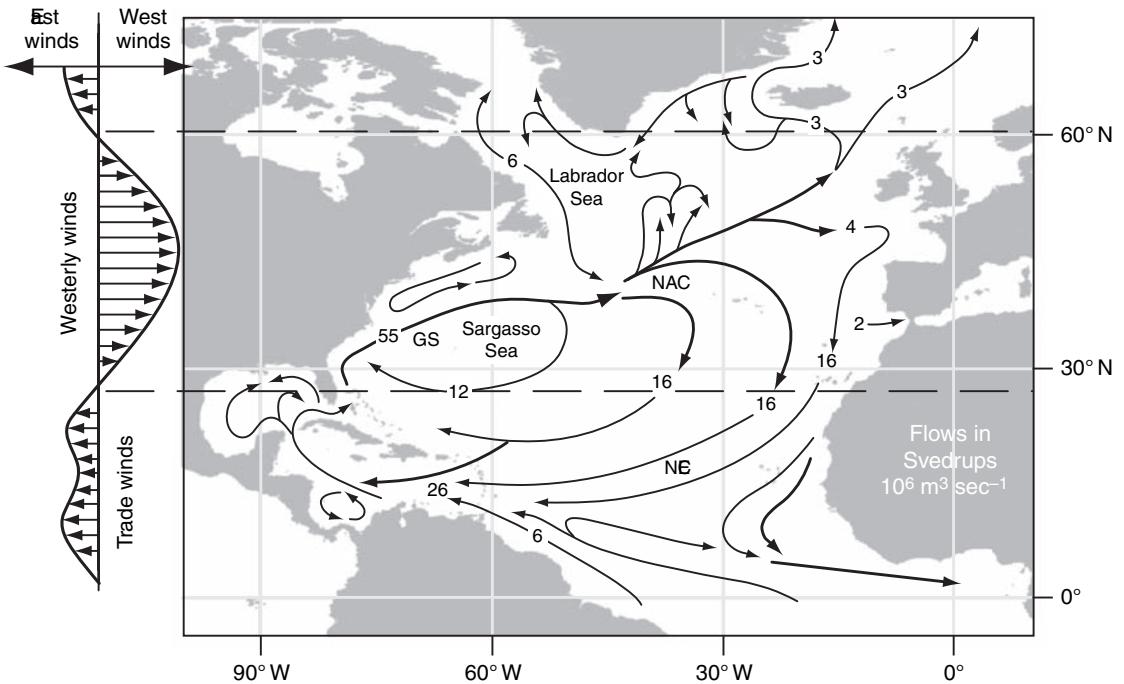 East
winds
West
winds
Westerly winds
Trade winds
3
3
3
60° N
6
Labrador
Sea
4
NAC
2
55
GS
Sargasso
Sea
16
30° N
16
12
16
Flows in
Svedrups
10⁶ m³ sec⁻¹
NE
26
6
0°
90° W
60° W
30° W
0°